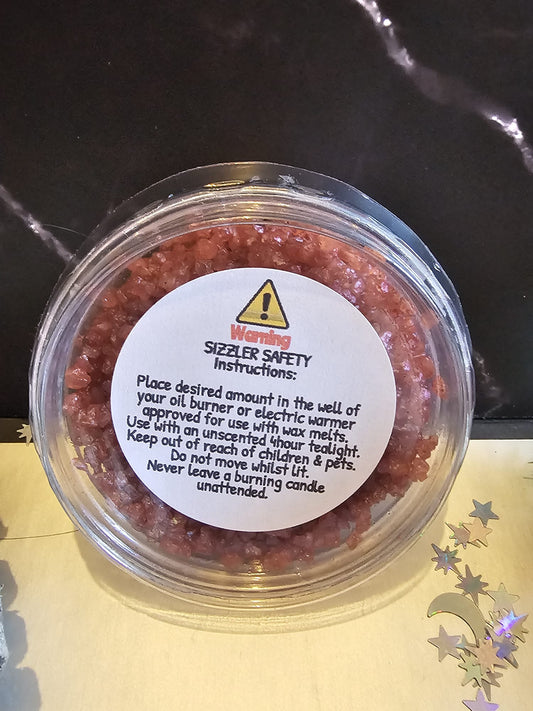 Warning
SIZZLER SAFETY
Instructions:
Place desired amount in the well of
your oil burner or electric warmer
approved for use with wax melts.
Use with an unscented 4hour tealight.
Keep out of reach of children & pets.
Do not move whilst lit.
Never leave a burning candle
unattended.